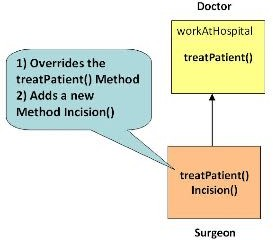 Doctor
workAtHospital
treatPatient()
1) Overrides the
treatPatient() Method
2) Adds a new
Method Incision()
treatPatient()
Incision()
Surgeon